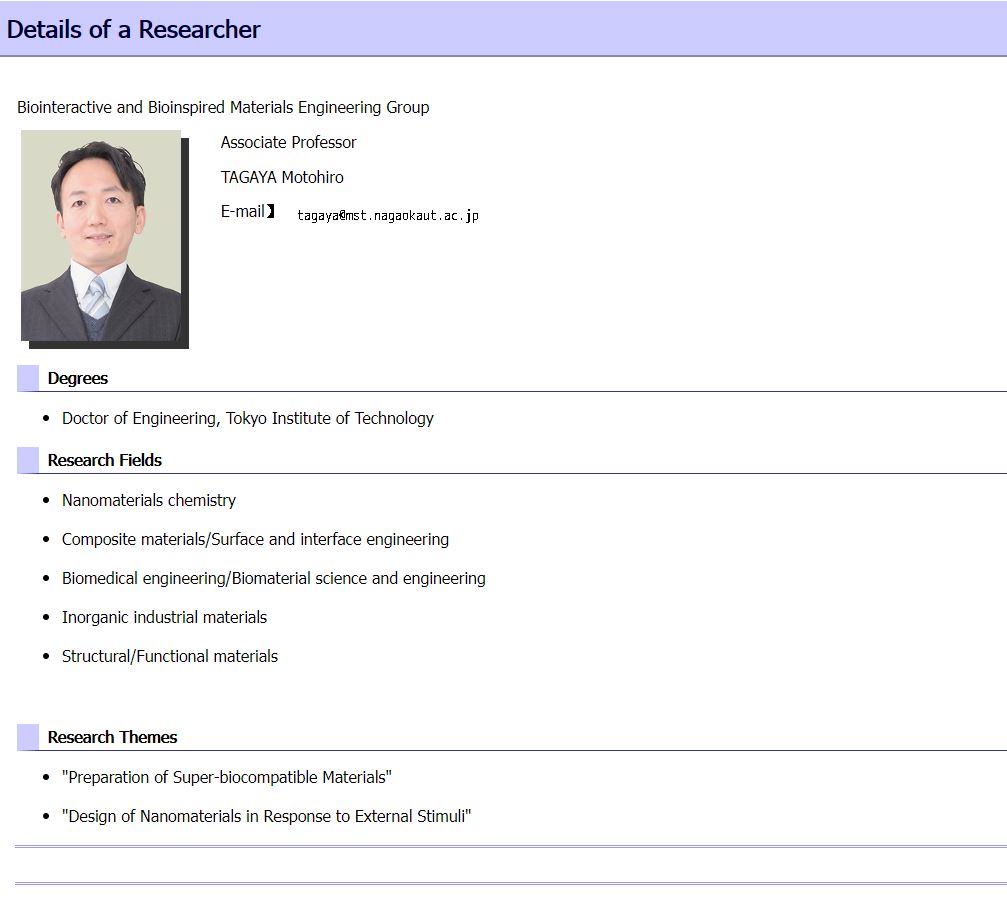 Details of a Researcher
Biointeractive and Bioinspired Materials Engineering Group
Associate Professor
TAGAYA Motohiro
E-mail】 tagaya@mst.nagaokaut.ac.jp
Degrees
• Doctor of Engineering, Tokyo Institute of Technology
Research Fields
• Nanomaterials chemistry
• Composite materials/Surface and interface engineering
• Biomedical engineering/Biomaterial science and engineering
• Inorganic industrial materials
• Structural/Functional materials
Research Themes
• "Preparation of Super-biocompatible Materials"
• "Design of Nanomaterials in Response to External Stimuli"